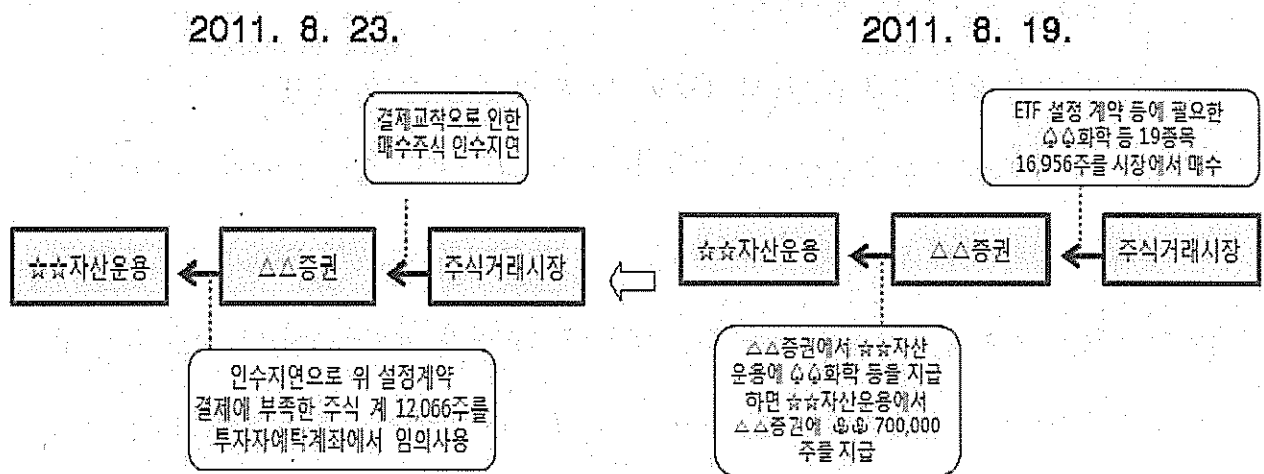 2011. 8. 23.
2011. 8. 19.
결제교착으로 인한
매수주식 인수지연
ETF 설정 계약 등에 필요한
♤♤화학 등 19종목
16,956주를 시장에서 매수
☆☆자산운용
△△증권
주식거래시장
☆☆자산운용
△△증권
주식거래시장
인수지연으로 위 설정계약
결제에 부족한 주식 계 12,066주를
투자자예탁계좌에서 임의사용
△△증권에서 ☆☆자산
운용에 ♤♤화학 등을 지급
하면 ☆☆자산운용에서
△△증권에 700,000
주를 지급